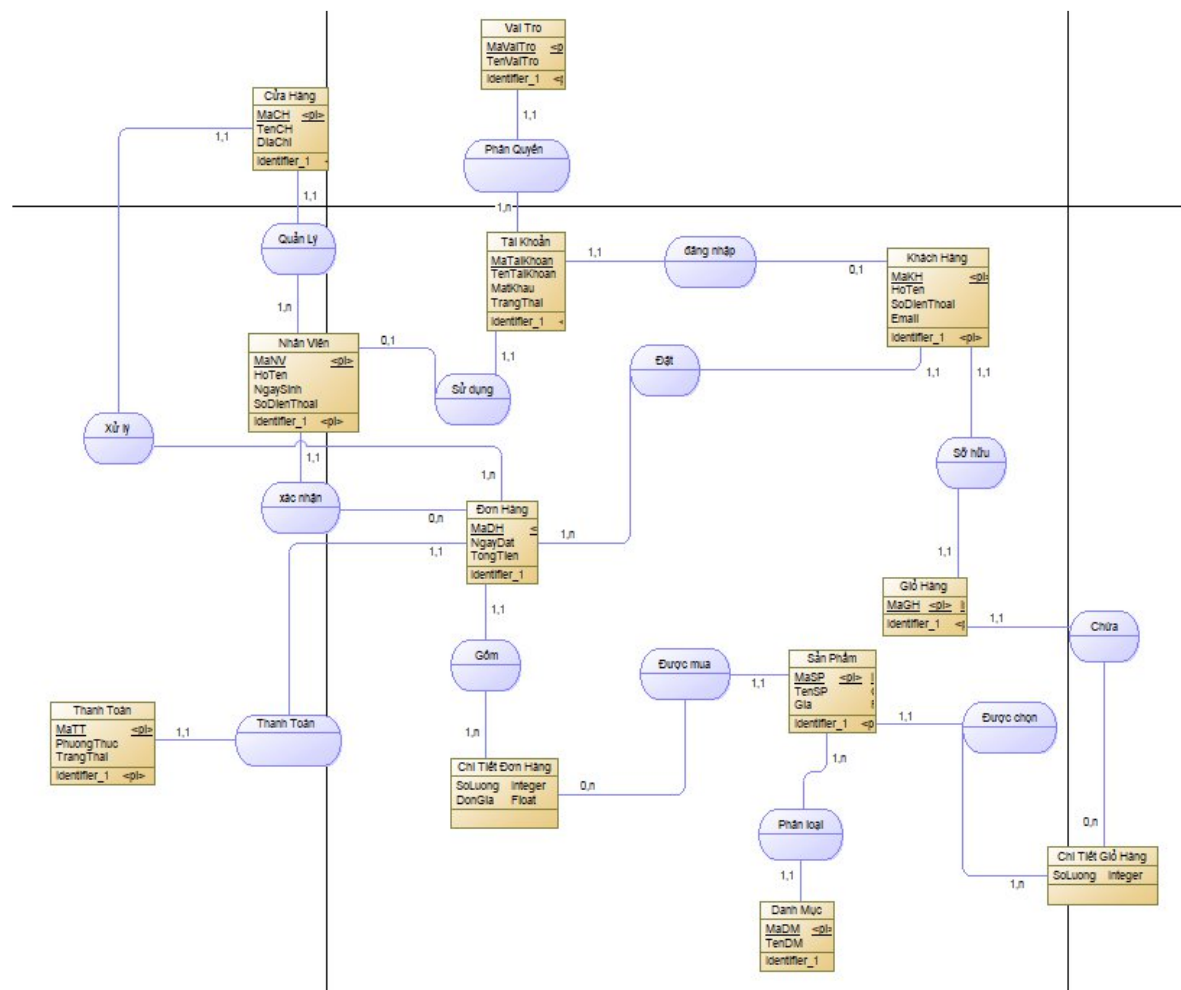 Vai Tro
MaVaiTro <p
TenVaiTro
Identifier_1 <p
1,1
Phân Quyền
1,n
Cửa Hàng
MaCH <pi>
TenCH
DiaChi
Identifier_1
1,1
1,1
Quản Lý
1,n
Tài Khoản
MaTaiKhoan
TenTaiKhoan
MatKhau
TrangThai
Identifier_1
1,1
đăng nhập
0,1
Khách Hàng
MaKH <pi>
HoTen
SoDienThoai
Email
Identifier_1 <pi>
Nhân Viên
MaNV <pi>
HoTen
NgaySinh
SoDienThoai
Identifier_1 <pi>
0,1
1,1
Sử dụng
Đặt
1,1
1,1
Xử lý
1,1
1,n
Sở hữu
xác nhận
0,n
Đơn Hàng
MaDH
NgayDat
TongTien
Identifier_1
1,n
1,1
1,1
Giỏ Hàng
MaGH <pi>
Identifier_1
1,1
Chứa
1,1
Gồm
Được mua
1,1
Sản Phẩm
MaSP <pi>
TenSP
Gia
Identifier_1 <p
1,1
Được chọn
Thanh Toán
MaTT <pi>
PhuongThuc
TrangThai
Identifier_1 <pi>
1,1
Thanh Toán
1,n
1,n
Chi Tiết Đơn Hàng
SoLuong Integer
DonGia Float
0,n
Phân loại
0,n
1,1
Chi Tiết Giỏ Hàng
SoLuong Integer
1,n
Danh Mục
MaDM <pi>
TenDM
Identifier_1